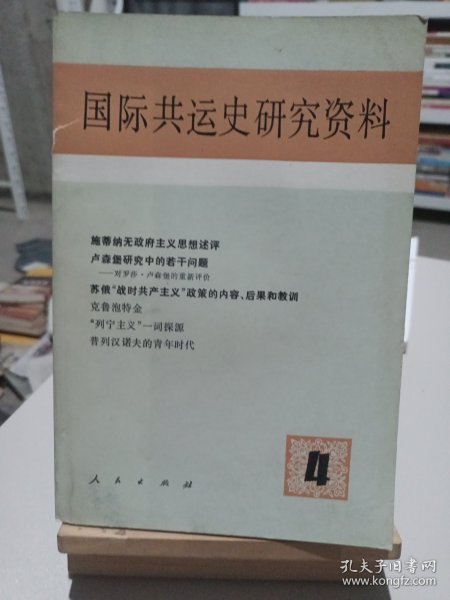 国际共运史研究资料
施蒂纳无政府主义思想述评
卢森堡研究中的若干问题
——对罗莎·卢森堡的重新评价
苏俄“战时共产主义”政策的内容、后果和教训
克鲁泡特金
“列宁主义”一词探源
普列汉诺夫的青年时代
4
人民出版社
孔夫子旧书网
www.kongfz.com